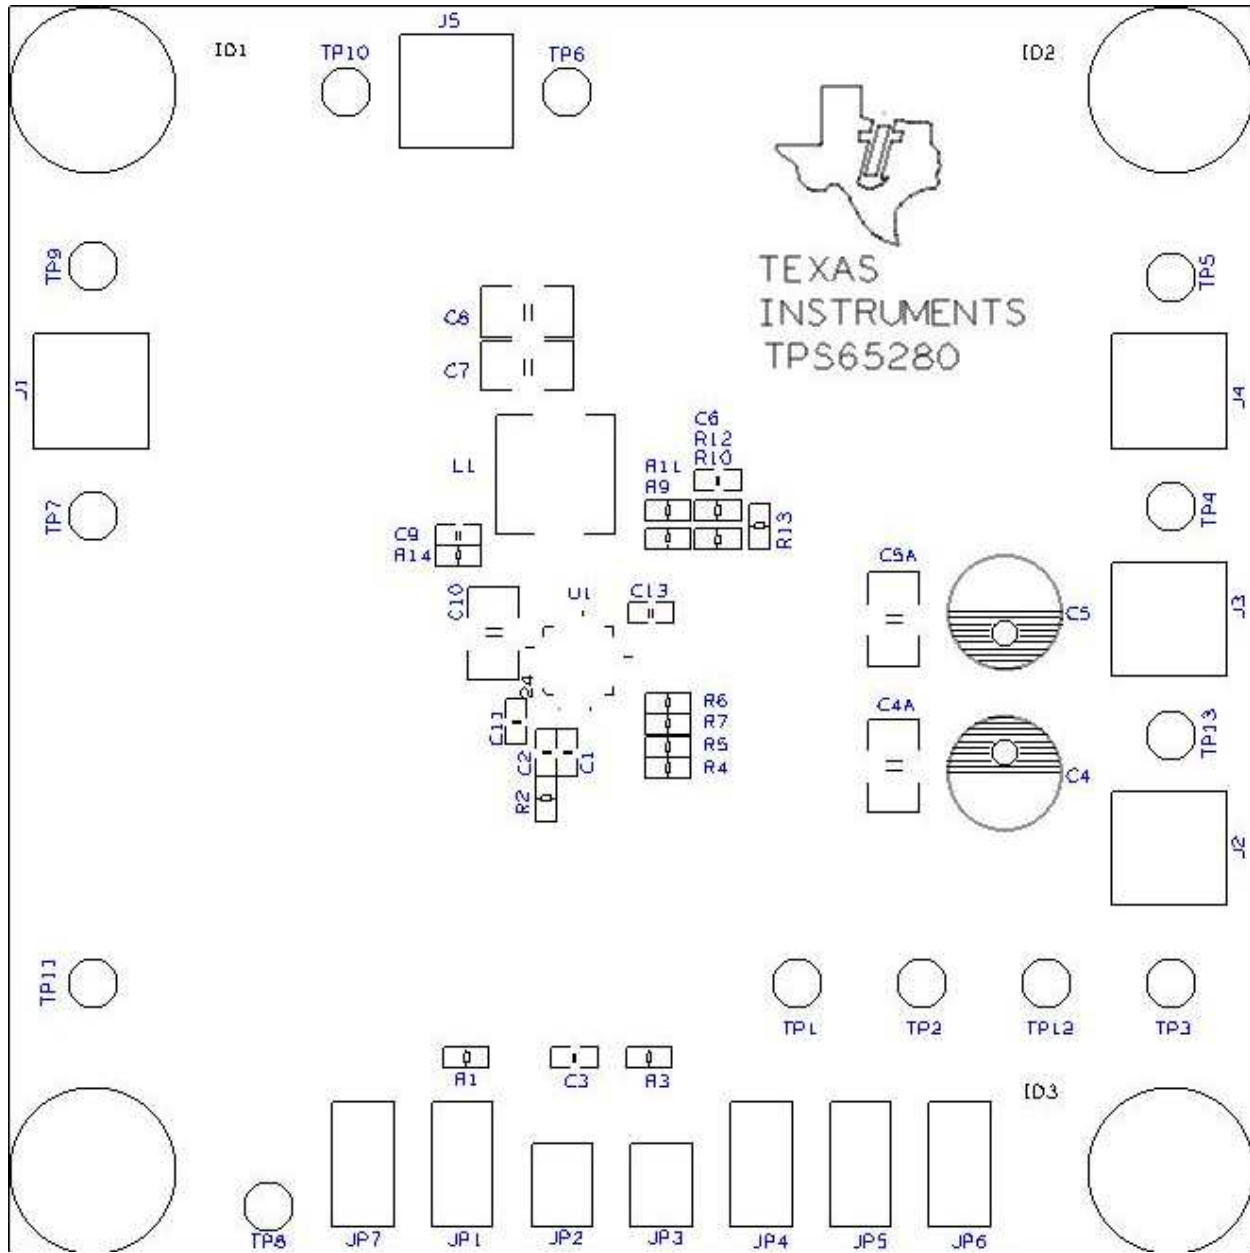 J5
ID1
TP10
TP6
ID2
TP9
TP5
TEXAS
INSTRUMENTS
TPS65280
C8
C7
J1
J4
C6
R12
R10
L1
R11
R9
TP7
TP4
C9
R14
R13
C5A
C10
U1
C13
C5
J3
24
C11
R6
R7
R5
R4
C4A
C4
TP13
C2
C1
R2
J2
TP11
TP1
TP2
TP12
TP3
R1
C3
R3
ID3
TP8
JP7
JP1
JP2
JP3
JP4
JP5
JP6